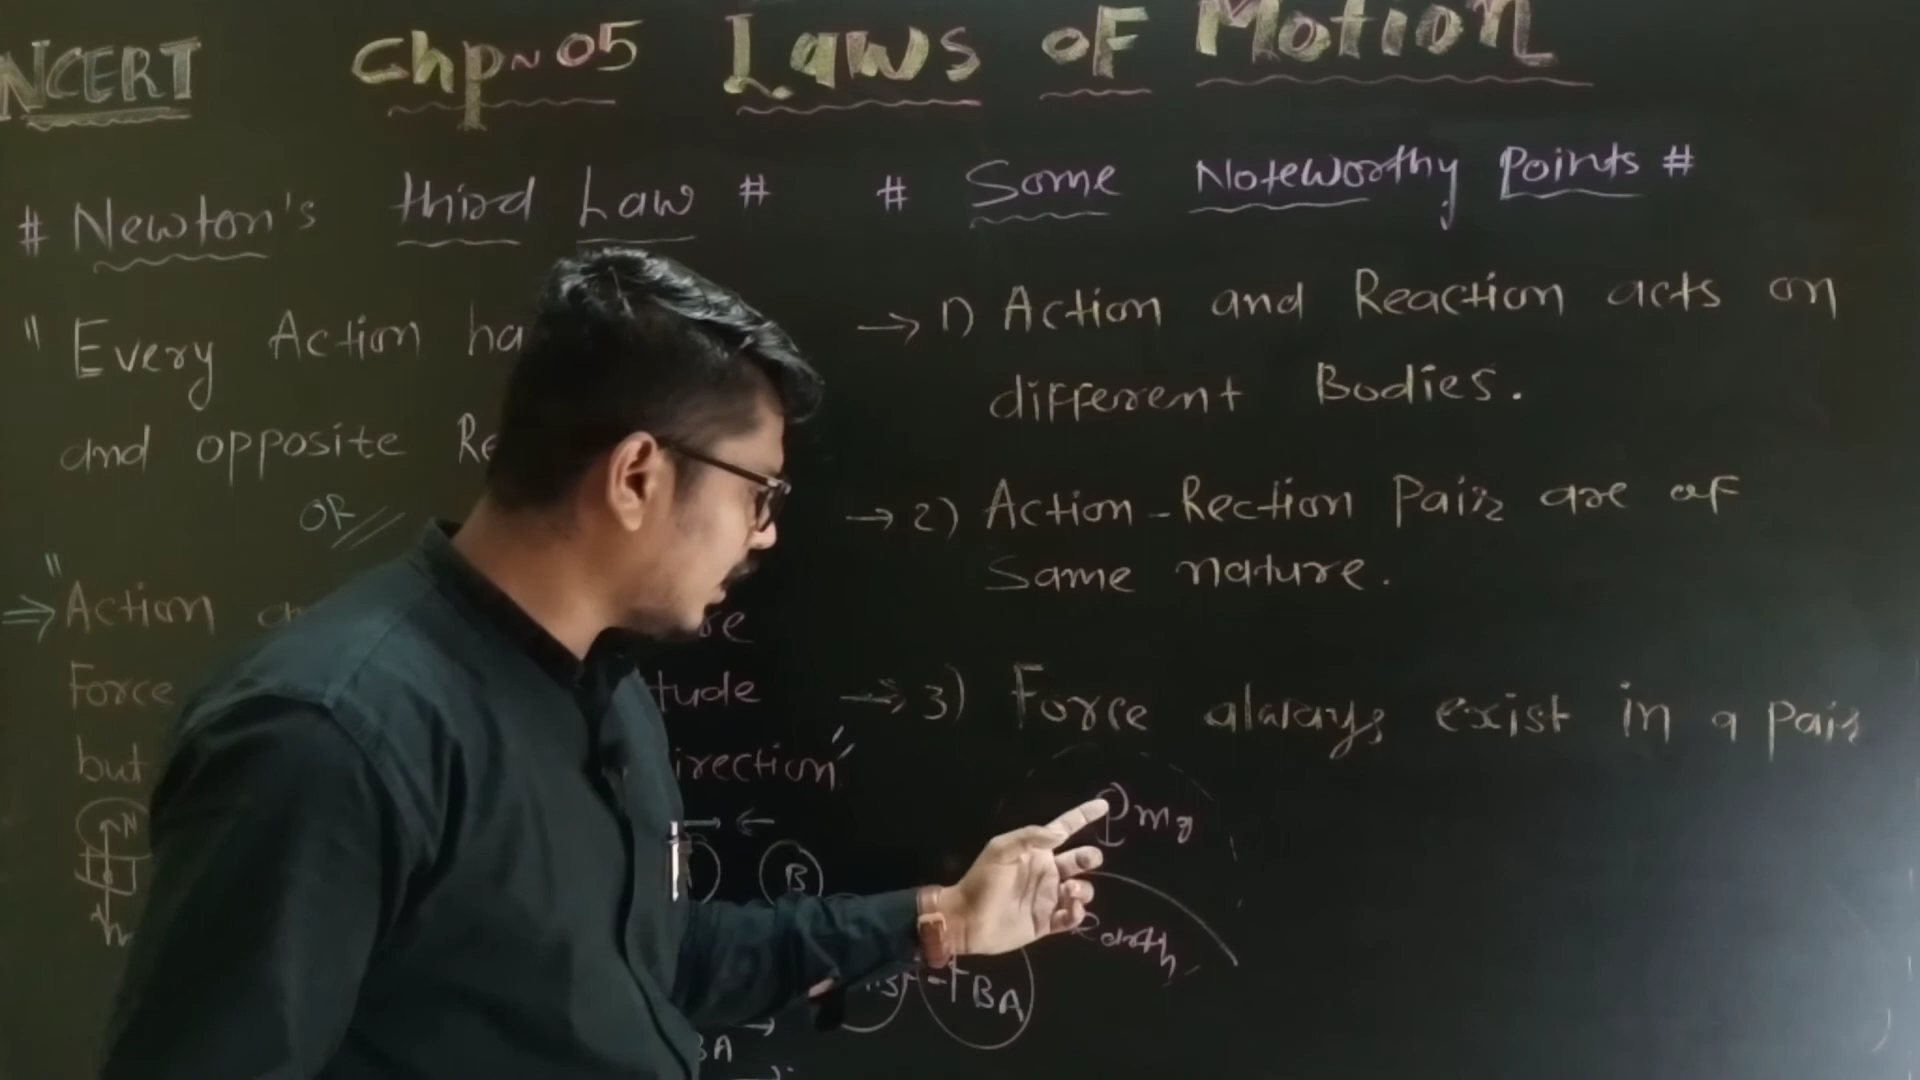 NCERT Chp~05 Laws of Motion
# Newton's third Law #
" Every Action
and opposite
OR //
" Action
Force
but direction"
N
B
BA
BA
# Some Noteworthy Points #
→ 1) Action and Reaction acts on
different Bodies.
→ 2) Action-Rection Pair are of
Same nature.
→ 3) Force always exist in a pair
mg
Earth